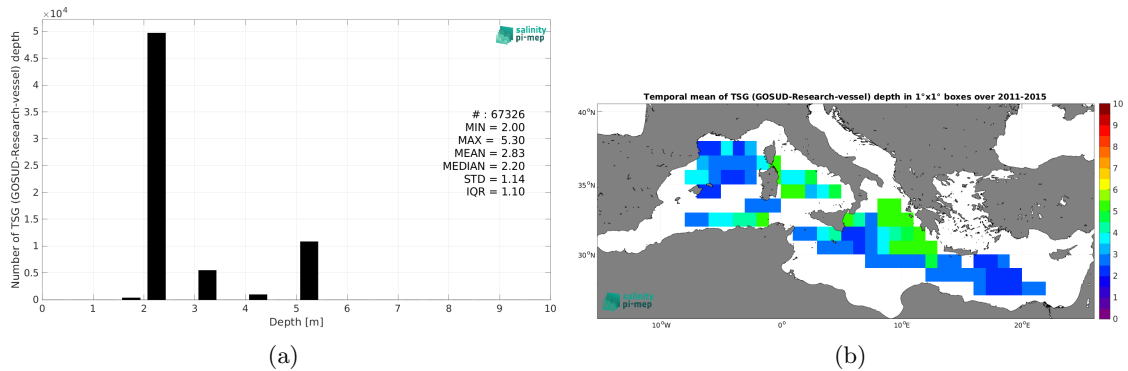 ×10⁴
5
4.5
4
3.5
3
2.5
2
1.5
1
0.5
0
Number of TSG (GOSUD-Research-vessel) depth
0 1 2 3 4 5 6 7 8 9 10
Depth [m]
salinity
pi-mep
# : 67326
MIN = 2.00
MAX = 5.30
MEAN = 2.83
MEDIAN = 2.20
STD = 1.14
IQR = 1.10
(a)
Temporal mean of TSG (GOSUD-Research-vessel) depth in 1°x1° boxes over 2011-2015
40°N
35°N
30°N
10°W 0° 10°E 20°E
salinity
pi-mep
10
9
8
7
6
5
4
3
2
1
0
(b)